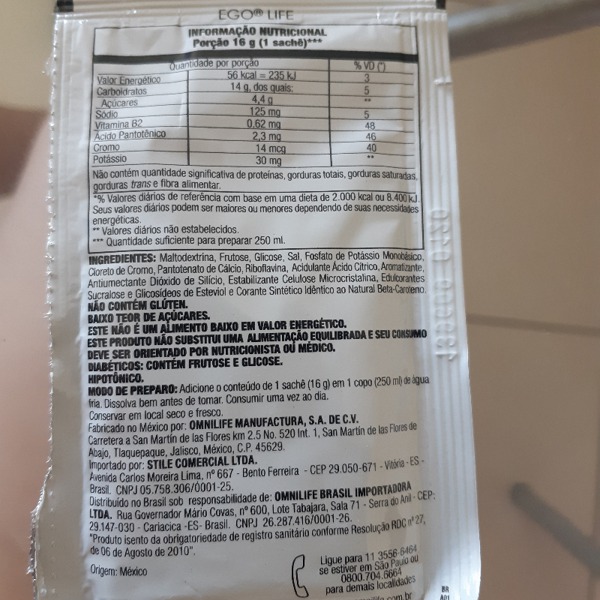 EGO® LIFE
INFORMAÇÃO NUTRICIONAL
Porção 16 g (1 sachê)***
Quantidade por porção % VD (*)
Valor Energético 56 kcal = 235 kJ 3
Carboidratos 14 g, dos quais: 5
Açúcares 4,4 g **
Sódio 125 mg 5
Vitamina B2 0,62 mg 48
Ácido Pantotênico 2,3 mg 46
Cromo 14 mcg 40
Potássio 30 mg **
Não contém quantidade significativa de proteínas, gorduras totais, gorduras saturadas,
gorduras trans e fibra alimentar.
*% Valores diários de referência com base em uma dieta de 2.000 kcal ou 8.400 kJ.
Seus valores diários podem ser maiores ou menores dependendo de suas necessidades
energéticas.
** Valores diários não estabelecidos.
*** Quantidade suficiente para preparar 250 ml.
INGREDIENTES: Maltodextrina, Frutose, Glicose, Sal, Fosfato de Potássio Monobásico,
Cloreto de Cromo, Pantotenato de Cálcio, Riboflavina, Acidulante Ácido Cítrico, Aromatizante,
Antiumectante Dióxido de Silício, Estabilizante Celulose Microcristalina, Edulcorantes
Sucralose e Glicosídeos de Esteviol e Corante Sintético Idêntico ao Natural Beta-Caroteno.
NÃO CONTÉM GLÚTEN.
BAIXO TEOR DE AÇÚCARES.
ESTE NÃO É UM ALIMENTO BAIXO EM VALOR ENERGÉTICO.
ESTE PRODUTO NÃO SUBSTITUI UMA ALIMENTAÇÃO EQUILIBRADA E SEU CONSUMO
DEVE SER ORIENTADO POR NUTRICIONISTA OU MÉDICO.
DIABÉTICOS: CONTÉM FRUTOSE E GLICOSE.
HIPOTÔNICO.
MODO DE PREPARO: Adicione o conteúdo de 1 sachê (16 g) em 1 copo (250 ml) de água
fria. Dissolva bem antes de tomar. Consumir uma vez ao dia.
Conservar em local seco e fresco.
Fabricado no México por: OMNILIFE MANUFACTURA, S.A. DE C.V.
Carretera a San Martín de las Flores km 2.5 No. 520 Int. 1, San Martín de las Flores de
Abajo, Tlaquepaque, Jalisco, México, C.P. 45629.
Importado por: STILE COMERCIAL LTDA.
Avenida Carlos Moreira Lima, nº 667 - Bento Ferreira - CEP 29.050-671 - Vitória - ES -
Brasil. CNPJ 05.758.306/0001-25.
Distribuído no Brasil sob responsabilidade de: OMNILIFE BRASIL IMPORTADORA
LTDA. Rua Governador Mário Covas, nº 600, Lote Tabajara, Sala 71 - Serra do Anil - CEP:
29.147-030 - Cariacica -ES- Brasil. CNPJ 26.287.416/0001-26.
"Produto isento da obrigatoriedade de registro sanitário conforme Resolução RDC nº 27,
de 06 de Agosto de 2010".
Origem: México
Ligue para 11 3556-6464
se estiver em São Paulo ou
0800.704.6664
para demais localidades
BR
A01